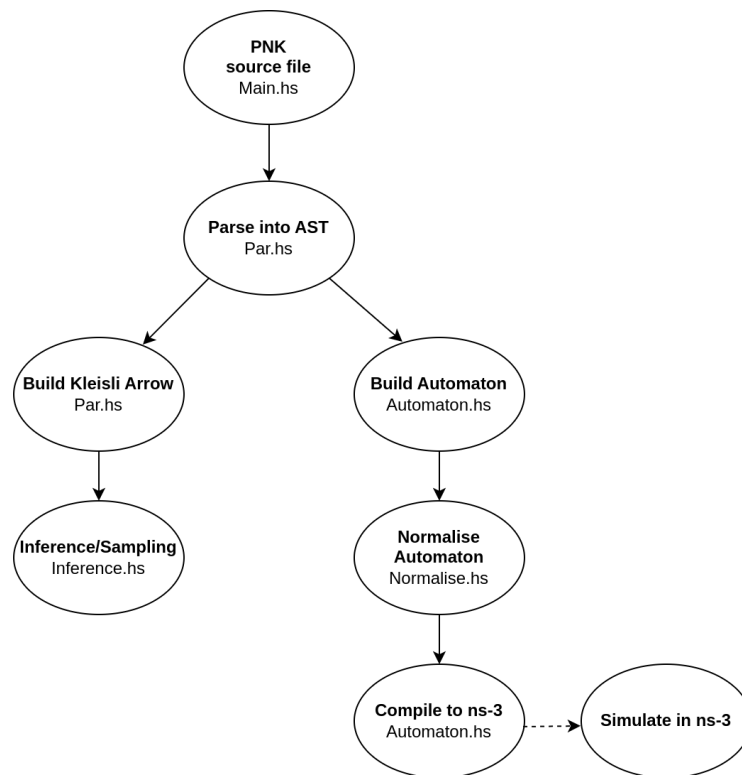 PNK
source file
Main.hs
Parse into AST
Par.hs
Build Kleisli Arrow
Par.hs
Build Automaton
Automaton.hs
Inference/Sampling
Inference.hs
Normalise
Automaton
Normalise.hs
Compile to ns-3
Automaton.hs
Simulate in ns-3